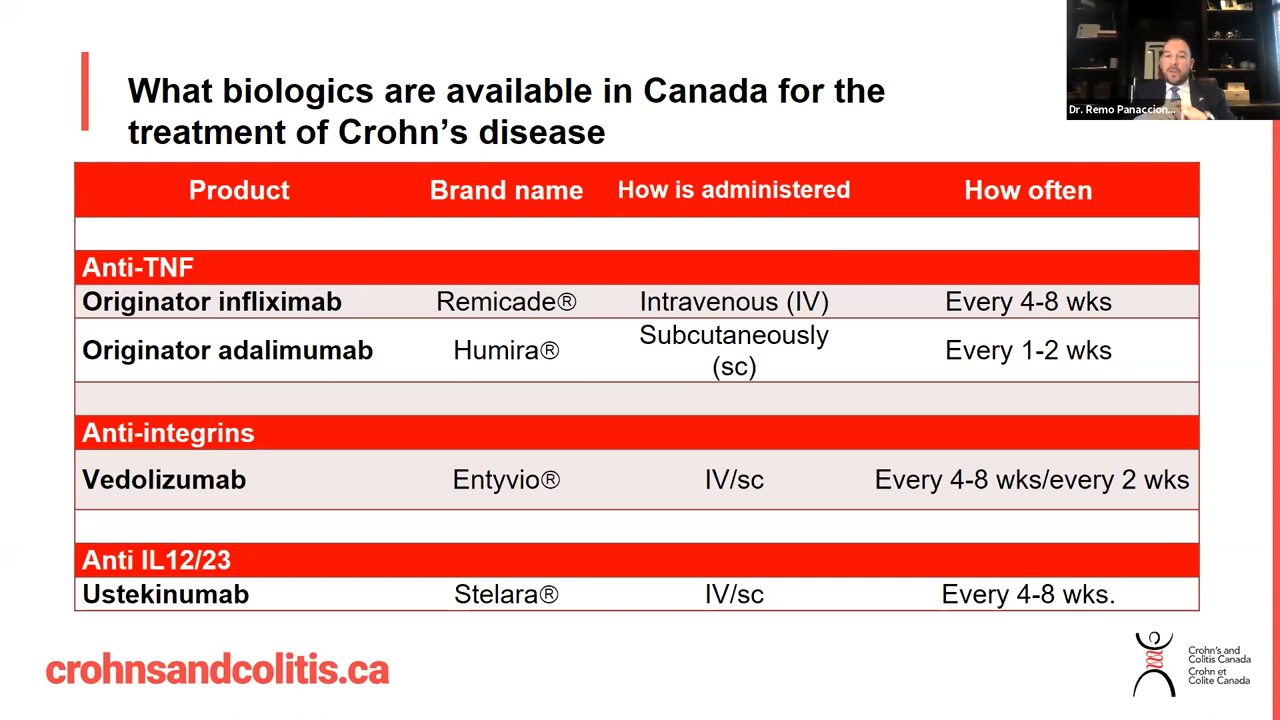 What biologics are available in Canada for the
treatment of Crohn's disease
Dr. Remo Panaccion...
Product Brand name How is administered How often
Anti-TNF
Originator infliximab Remicade® Intravenous (IV) Every 4-8 wks
Originator adalimumab Humira® Subcutaneously (sc) Every 1-2 wks
Anti-integrins
Vedolizumab Entyvio® IV/sc Every 4-8 wks/every 2 wks
Anti IL12/23
Ustekinumab Stelara® IV/sc Every 4-8 wks.
crohnsandcolitis.ca
Crohn's and
Colitis Canada
Crohn et
Colite Canada